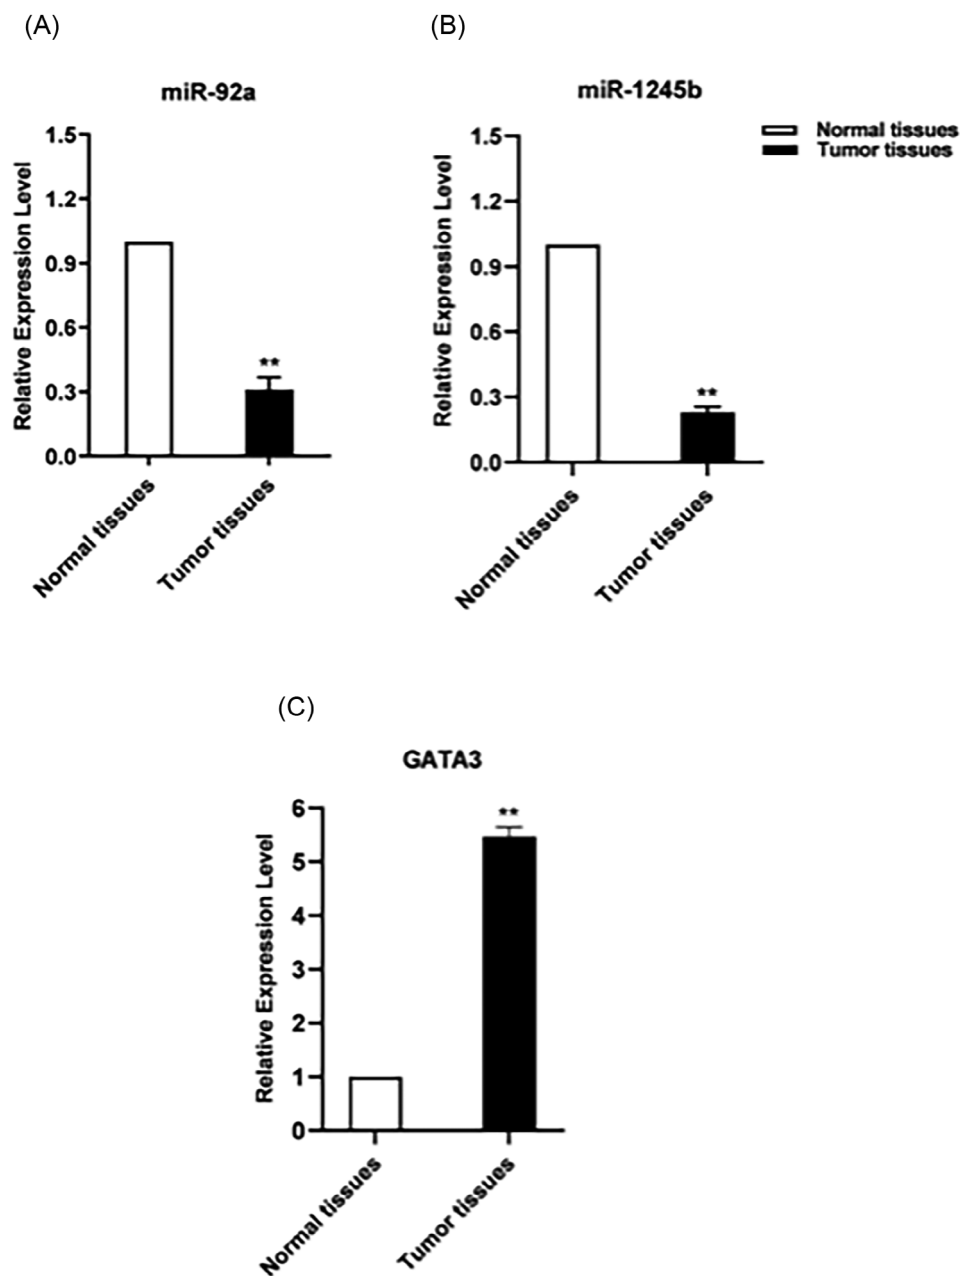 (A)
miR-92a
Relative Expression Level
1.5
1.2
0.9
0.6
0.3
0.0
**
Normal tissues
Tumor tissues
(B)
miR-1245b
Relative Expression Level
1.5
1.2
0.9
0.6
0.3
0.0
**
Normal tissues
Tumor tissues
Normal tissues
Tumor tissues
(C)
GATA3
Relative Expression Level
6
5
4
3
2
1
0
**
Normal tissues
Tumor tissues